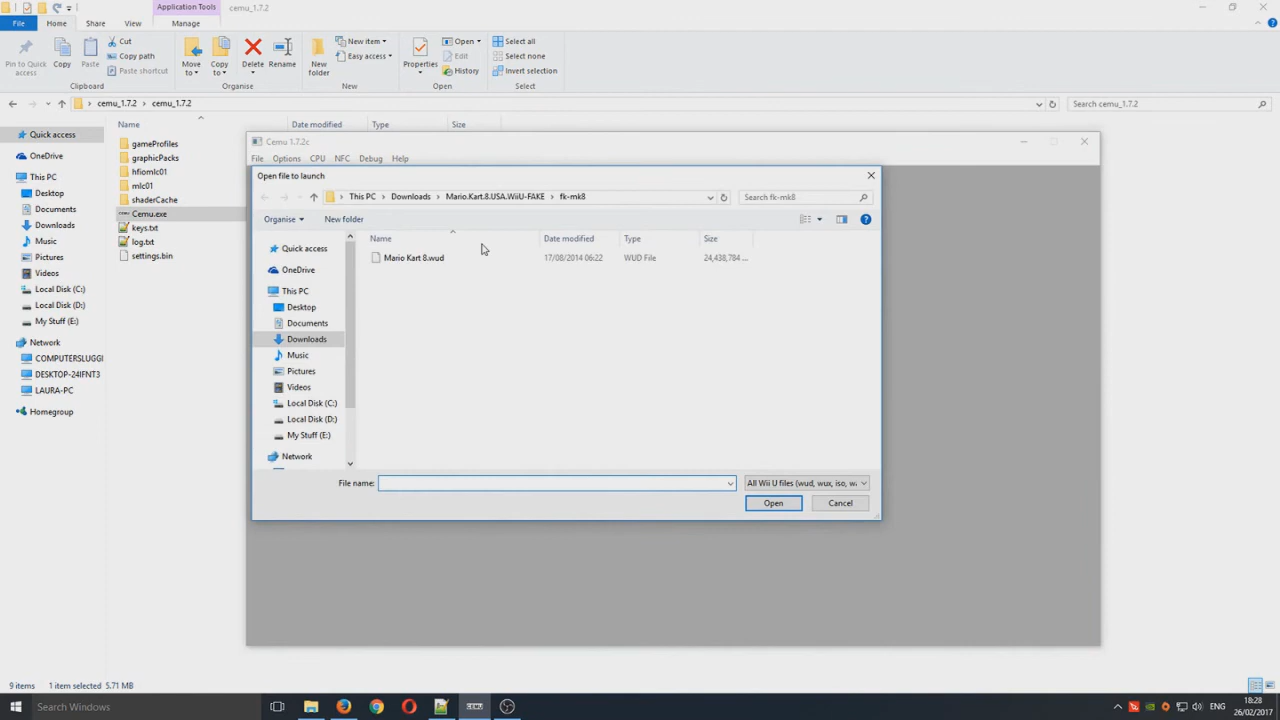 Application Tools
cemu_1.7.2
File
Home
Share
View
Manage
Pin to Quick access
Copy
Paste
Cut
Copy path
Paste shortcut
Clipboard
Move to
Copy to
Delete
Rename
Organise
New folder
New item
Easy access
New
Properties
Open
Edit
History
Open
Select all
Select none
Invert selection
Select
cemu_1.7.2
cemu_1.7.2
Search cemu_1.7.2
Quick access
OneDrive
This PC
Desktop
Documents
Downloads
Music
Pictures
Videos
Local Disk (C:)
Local Disk (D:)
My Stuff (E:)
Network
COMPUTERSLUGGI
DESKTOP-24IFNT3
LAURA-PC
Homegroup
Name
Date modified
Type
Size
gameProfiles
graphicPacks
hfiomlc01
mlc01
shaderCache
Cemu.exe
keys.txt
log.txt
settings.bin
Cemu 1.7.2c
File
Options
CPU
NFC
Debug
Help
Open file to launch
This PC
Downloads
Mario.Kart.8.USA.WiiU-FAKE
fk-mk8
Search fk-mk8
Organise
New folder
Quick access
OneDrive
This PC
Desktop
Documents
Downloads
Music
Pictures
Videos
Local Disk (C:)
Local Disk (D:)
My Stuff (E:)
Network
Name
Date modified
Type
Size
Mario Kart 8.wud
17/08/2014 06:22
WUD File
24,438,784 ...
File name:
All Wii U files (wud, wux, iso, wa
Open
Cancel
9 items
1 item selected 5.71 MB
Search Windows
ENG
18:28
26/02/2017